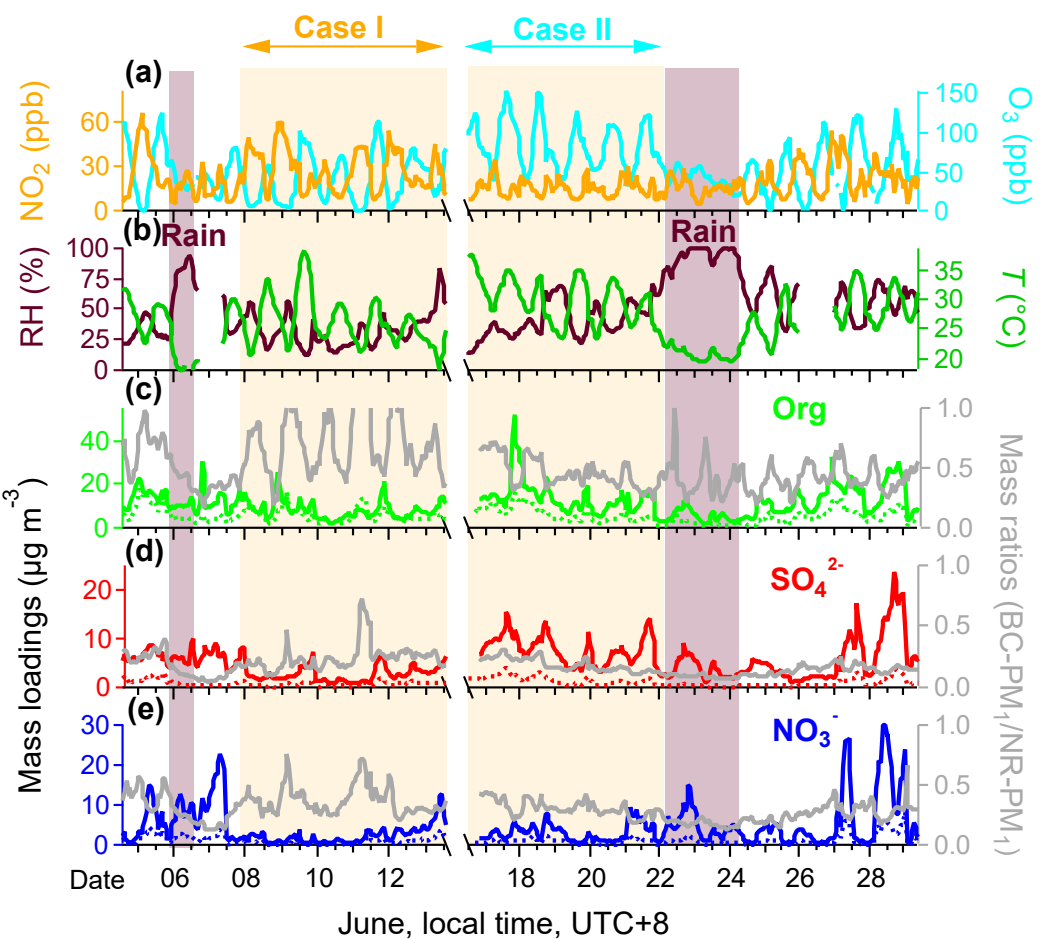 Case I
Case II
(a)
NO2 (ppb)
60
30
0
150
100
50
0
O3 (ppb)
(b)
Rain
Rain
RH (%)
100
75
50
25
0
35
30
25
20
T (°C)
(c)
Org
40
20
0
1.0
0.5
0.0
(d)
SO4 2-
20
10
0
1.0
0.5
0.0
(e)
NO3 -
30
20
10
0
1.0
0.5
0.0
Mass loadings (µg m-3)
Mass ratios (BC-PM1/NR-PM1)
Date
06
08
10
12
18
20
22
24
26
28
June, local time, UTC+8